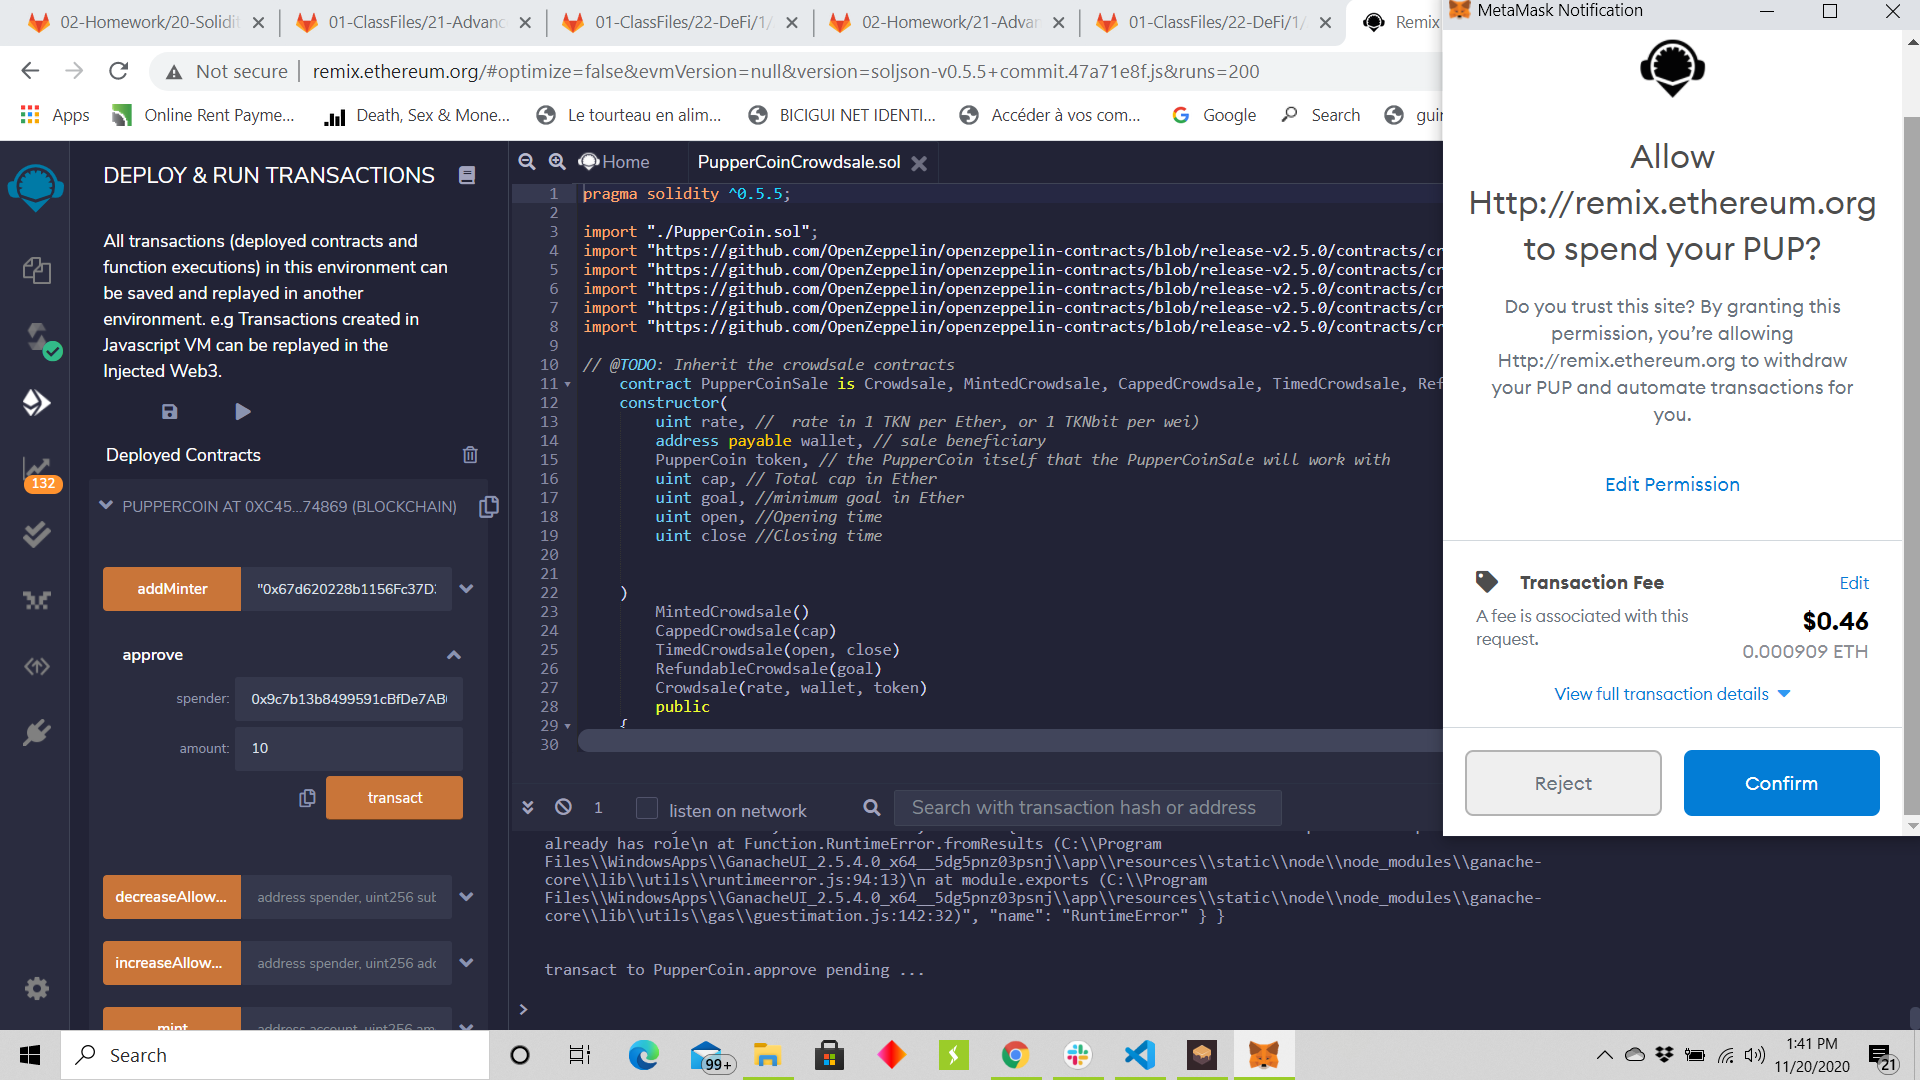 02-Homework/20-Solidit
01-ClassFiles/21-Advanc
01-ClassFiles/22-DeFi/1/
02-Homework/21-Advan
01-ClassFiles/22-DeFi/1/
Remix
MetaMask Notification
Not secure
remix.ethereum.org/#optimize=false&evmVersion=null&version=soljson-v0.5.5+commit.47a71e8f.js&runs=200
Apps
Online Rent Payme...
Death, Sex & Mone...
Le tourteau en alim...
BICIGUI NET IDENTI...
Accéder à vos com...
Google
Search
guir
DEPLOY & RUN TRANSACTIONS
All transactions (deployed contracts and
function executions) in this environment can
be saved and replayed in another
environment. e.g Transactions created in
Javascript VM can be replayed in the
Injected Web3.
Deployed Contracts
132
PUPPERCOIN AT 0XC45...74869 (BLOCKCHAIN)
addMinter
"0x67d620228b1156Fc37D:
approve
spender:
0x9c7b13b8499591cBfDe7AB(
amount:
10
transact
decreaseAllow...
address spender, uint256 sub
increaseAllow...
address spender, uint256 adc
mint
address account, uint256 am
Home
PupperCoinCrowdsale.sol
1 pragma solidity ^0.5.5;
2
3 import "./PupperCoin.sol";
4 import "https://github.com/OpenZeppelin/openzeppelin-contracts/blob/release-v2.5.0/contracts/cr
5 import "https://github.com/OpenZeppelin/openzeppelin-contracts/blob/release-v2.5.0/contracts/cr
6 import "https://github.com/OpenZeppelin/openzeppelin-contracts/blob/release-v2.5.0/contracts/cr
7 import "https://github.com/OpenZeppelin/openzeppelin-contracts/blob/release-v2.5.0/contracts/cr
8 import "https://github.com/OpenZeppelin/openzeppelin-contracts/blob/release-v2.5.0/contracts/cr
9
10 // @TODO: Inherit the crowdsale contracts
11 contract PupperCoinSale is Crowdsale, MintedCrowdsale, CappedCrowdsale, TimedCrowdsale, Ref
12 constructor(
13 uint rate, // rate in 1 TKN per Ether, or 1 TKNbit per wei)
14 address payable wallet, // sale beneficiary
15 PupperCoin token, // the PupperCoin itself that the PupperCoinSale will work with
16 uint cap, // Total cap in Ether
17 uint goal, //minimum goal in Ether
18 uint open, //Opening time
19 uint close //Closing time
20
21
22 )
23 MintedCrowdsale()
24 CappedCrowdsale(cap)
25 TimedCrowdsale(open, close)
26 RefundableCrowdsale(goal)
27 Crowdsale(rate, wallet, token)
28 public
29 {
30
1
listen on network
Search with transaction hash or address
already has role\n at Function.RuntimeError.fromResults (C:\\Program
Files\\WindowsApps\\GanacheUI_2.5.4.0_x64__5dg5pnz03psnj\\app\\resources\\static\\node\\node_modules\\ganache-
core\\lib\\utils\\runtimeerror.js:94:13)\n at module.exports (C:\\Program
Files\\WindowsApps\\GanacheUI_2.5.4.0_x64__5dg5pnz03psnj\\app\\resources\\static\\node\\node_modules\\ganache-
core\\lib\\utils\\gas\\guestimation.js:142:32)", "name": "RuntimeError" } }
transact to PupperCoin.approve pending ...
>
Allow
Http://remix.ethereum.org
to spend your PUP?
Do you trust this site? By granting this
permission, you’re allowing
Http://remix.ethereum.org to withdraw
your PUP and automate transactions for
you.
Edit Permission
Transaction Fee
Edit
A fee is associated with this
request.
$0.46
0.000909 ETH
View full transaction details
Reject
Confirm
Search
99+
1:41 PM
11/20/2020
21